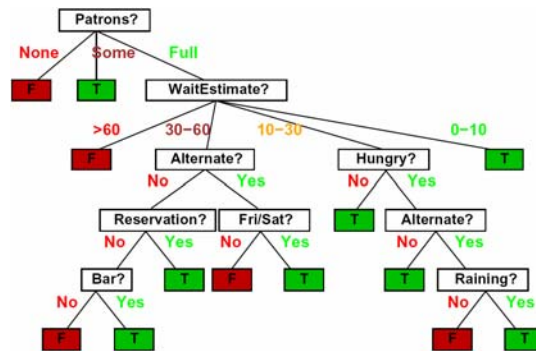 Patrons?
None Some Full
F T WaitEstimate?
>60 30−60 10−30 0−10
F Alternate? Hungry? T
No Yes No Yes
Reservation? Fri/Sat? T Alternate?
No Yes No Yes No Yes
Bar? T F T T Raining?
No Yes No Yes
F T F T